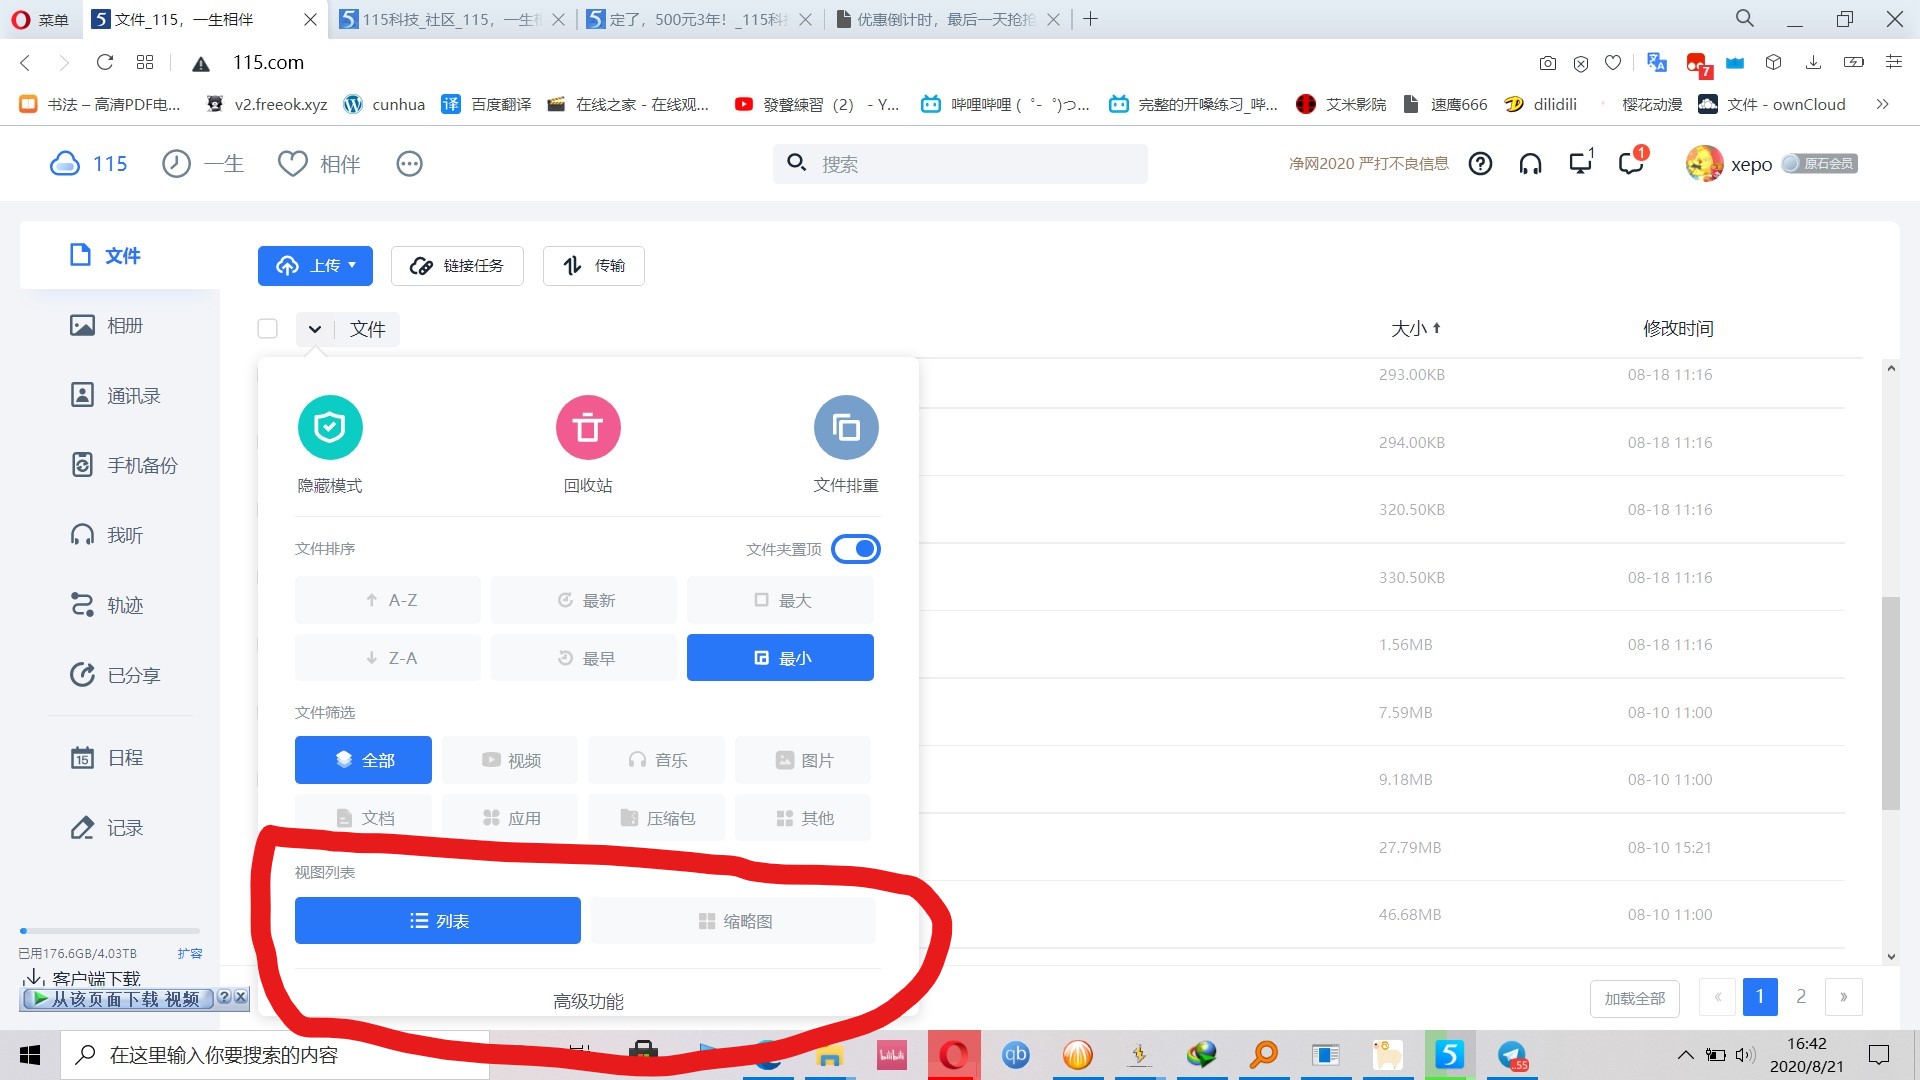 菜单
文件_115，一生相伴
115科技_社区_115，一生
定了，500元3年！_115科
优惠倒计时，最后一天抢
115.com
7
书法 – 高清PDF电...
v2.freeok.xyz
cunhua
百度翻译
在线之家 - 在线观...
發聲練習（2） - Y...
哔哩哔哩 ( ゜- ゜)つ...
完整的开嗓练习_哔...
艾米影院
速鹰666
dilidili
樱花动漫
文件 - ownCloud
115
一生
相伴
搜索
净网2020 严打不良信息
1
1
xepo
原石会员
文件
相册
通讯录
手机备份
我听
轨迹
已分享
15
日程
记录
已用176.6GB/4.03TB
扩容
客户端下载
从该页面下载 视频
上传
链接任务
传输
文件
大小
修改时间
隐藏模式
回收站
文件排重
文件排序
文件夹置顶
A-Z
最新
最大
Z-A
最早
最小
文件筛选
全部
视频
音乐
图片
文档
应用
压缩包
其他
视图列表
列表
缩略图
高级功能
293.00KB
08-18 11:16
294.00KB
08-18 11:16
320.50KB
08-18 11:16
330.50KB
08-18 11:16
1.56MB
08-18 11:16
7.59MB
08-10 11:00
9.18MB
08-10 11:00
27.79MB
08-10 15:21
46.68MB
08-10 11:00
加载全部
«
1
2
»
在这里输入你要搜索的内容
qb
5
55
16:42
2020/8/21